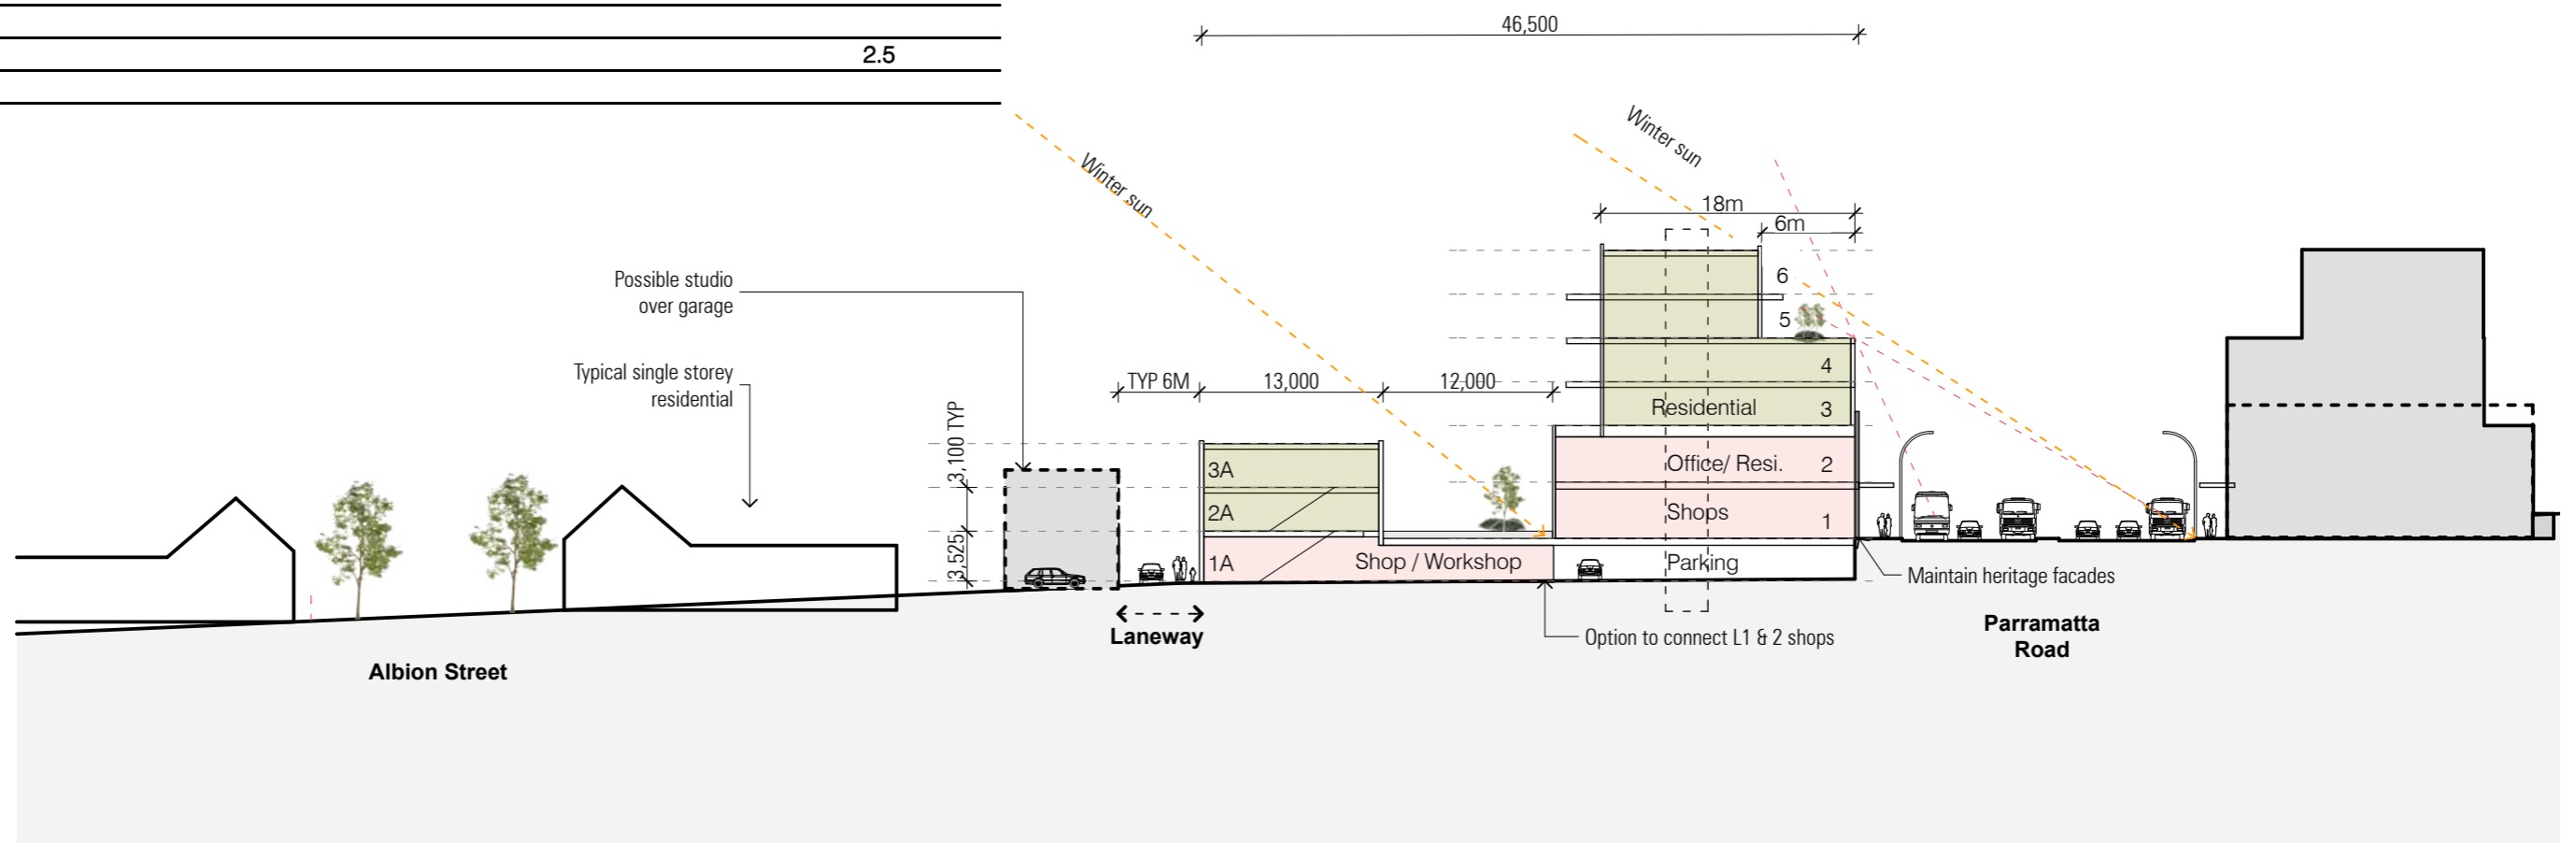 46,500
2.5
Winter sun
Winter sun
18m
6m
6
5
4
Residential 3
Office/ Resi. 2
Shops
1
Parking
Possible studio
over garage
Typical single storey
residential
TYP 6M
13,000
12,000
3,100 TYP
3,525
3A
2A
1A
Shop / Workshop
Maintain heritage facades
Option to connect L1 & 2 shops
Laneway
Parramatta
Road
Albion Street